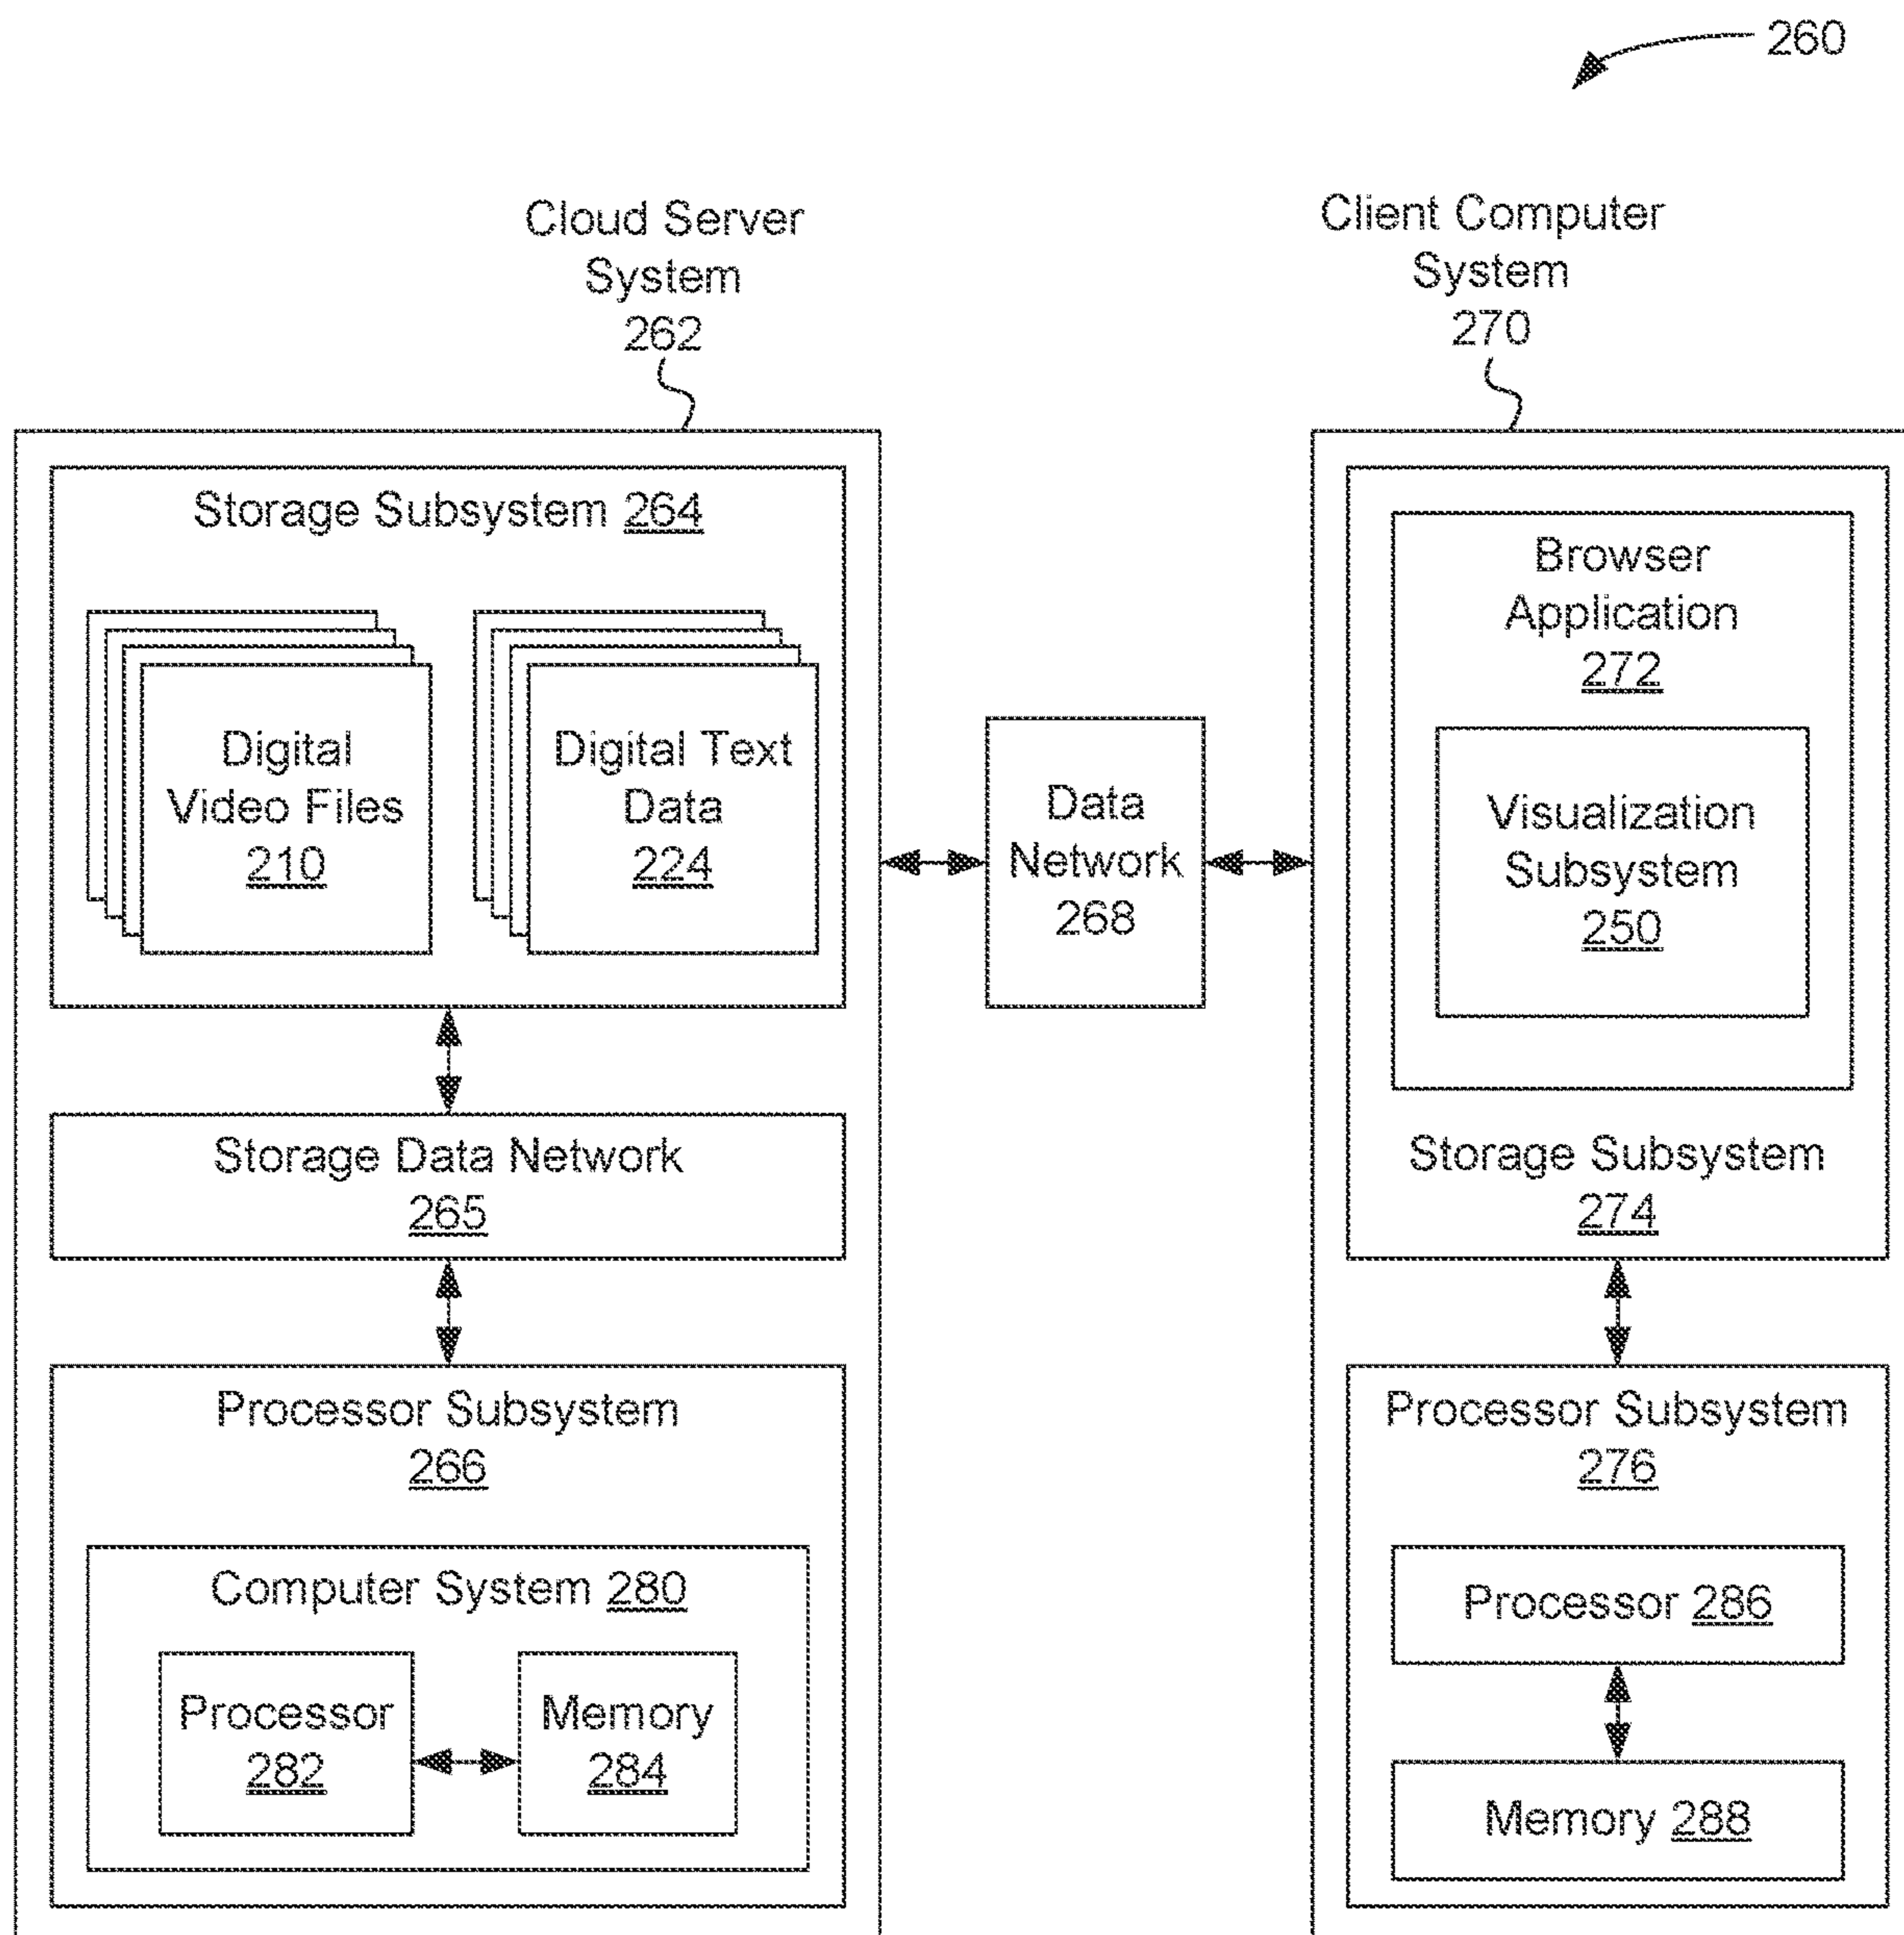 260
Cloud Server
System
262
Client Computer
System
270
Storage Subsystem 264
Digital
Video Files
210
Digital Text
Data
224
Storage Data Network
265
Processor Subsystem
266
Computer System 280
Processor
282
Memory
284
Data
Network
268
Browser
Application
272
Visualization
Subsystem
250
Storage Subsystem
274
Processor Subsystem
276
Processor 286
Memory 288